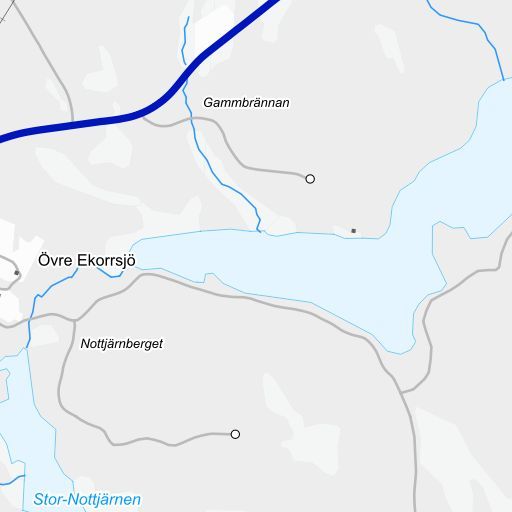 Gammbrännan
Övre Ekorrsjö
Nottjärnberget
Stor-Nottjärnen